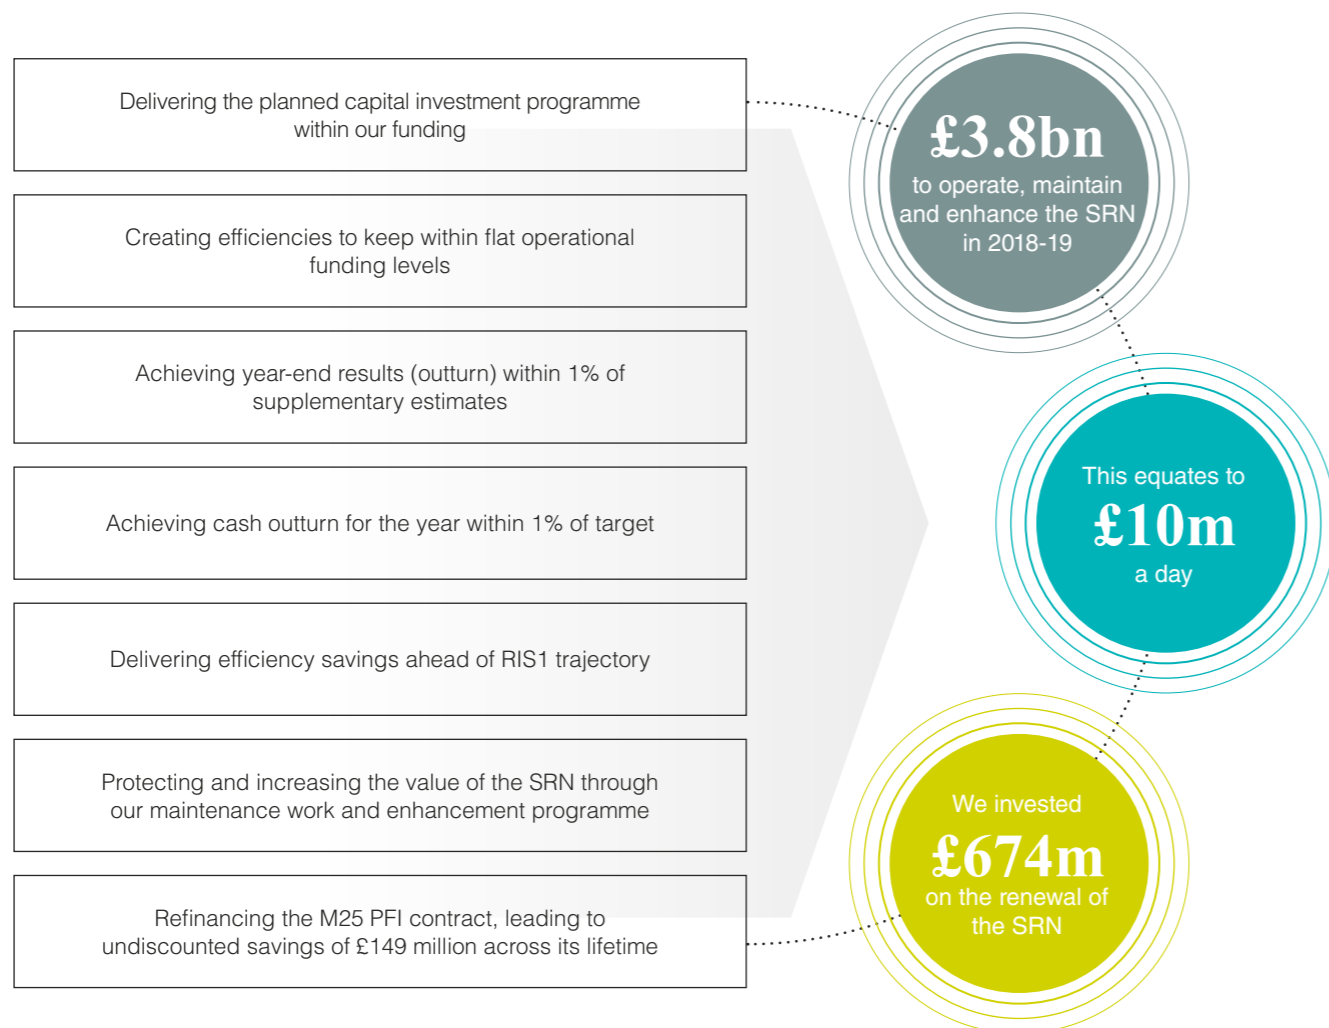 Delivering the planned capital investment programme
within our funding
Creating efficiencies to keep within flat operational
funding levels
Achieving year-end results (outturn) within 1% of
supplementary estimates
Achieving cash outturn for the year within 1% of target
Delivering efficiency savings ahead of RIS1 trajectory
Protecting and increasing the value of the SRN through
our maintenance work and enhancement programme
Refinancing the M25 PFI contract, leading to
undiscounted savings of £149 million across its lifetime
£3.8bn
to operate, maintain
and enhance the SRN
in 2018-19
This equates to
£10m
a day
We invested
£674m
on the renewal of
the SRN